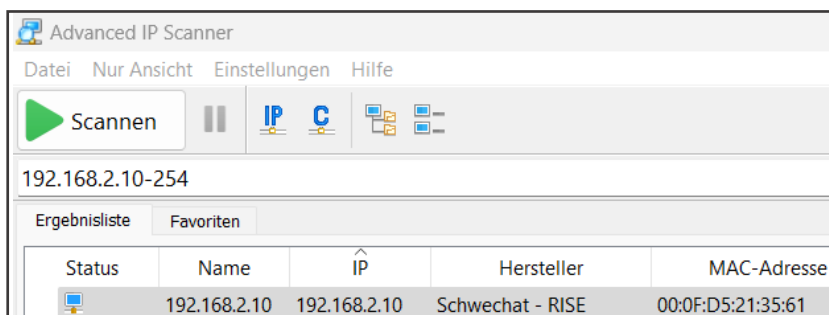 Advanced IP Scanner
Datei Nur Ansicht Einstellungen Hilfe
Scannen IP C
192.168.2.10-254
Ergebnisliste Favoriten
Status Name IP Hersteller MAC-Adresse
192.168.2.10 192.168.2.10 Schwechat - RISE 00:0F:D5:21:35:61